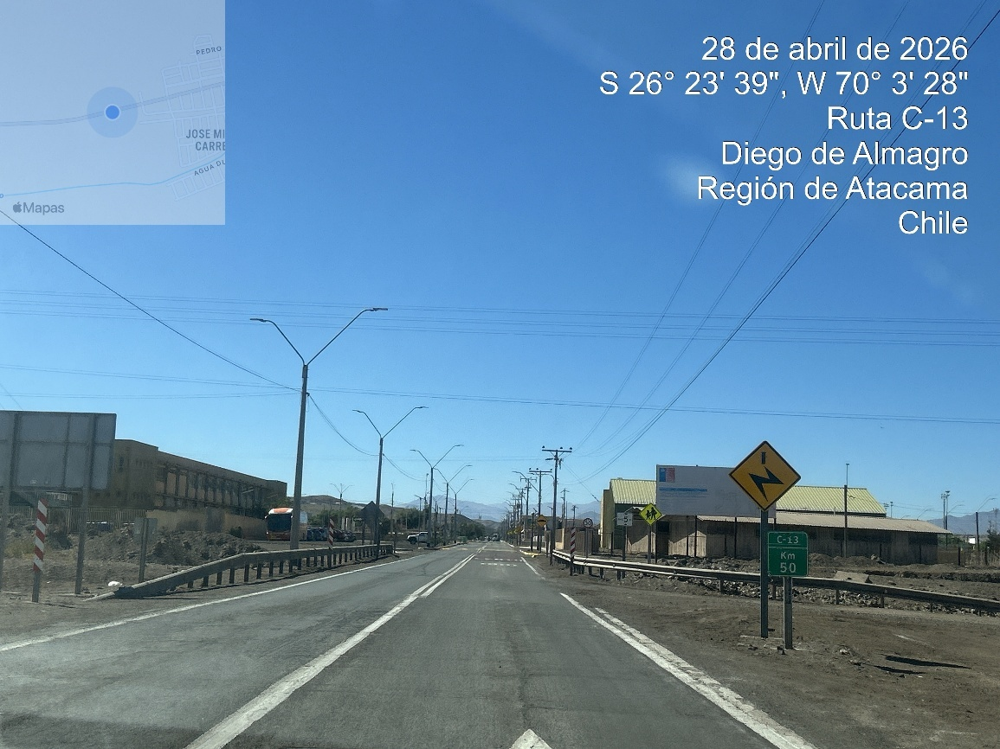 28 de abril de 2026
S 26° 23' 39", W 70° 3' 28"
Ruta C-13
Diego de Almagro
Región de Atacama
Chile
PEDRO
JOSE MI
CARRE
AGUA DU
Mapas
C-13
Km
50